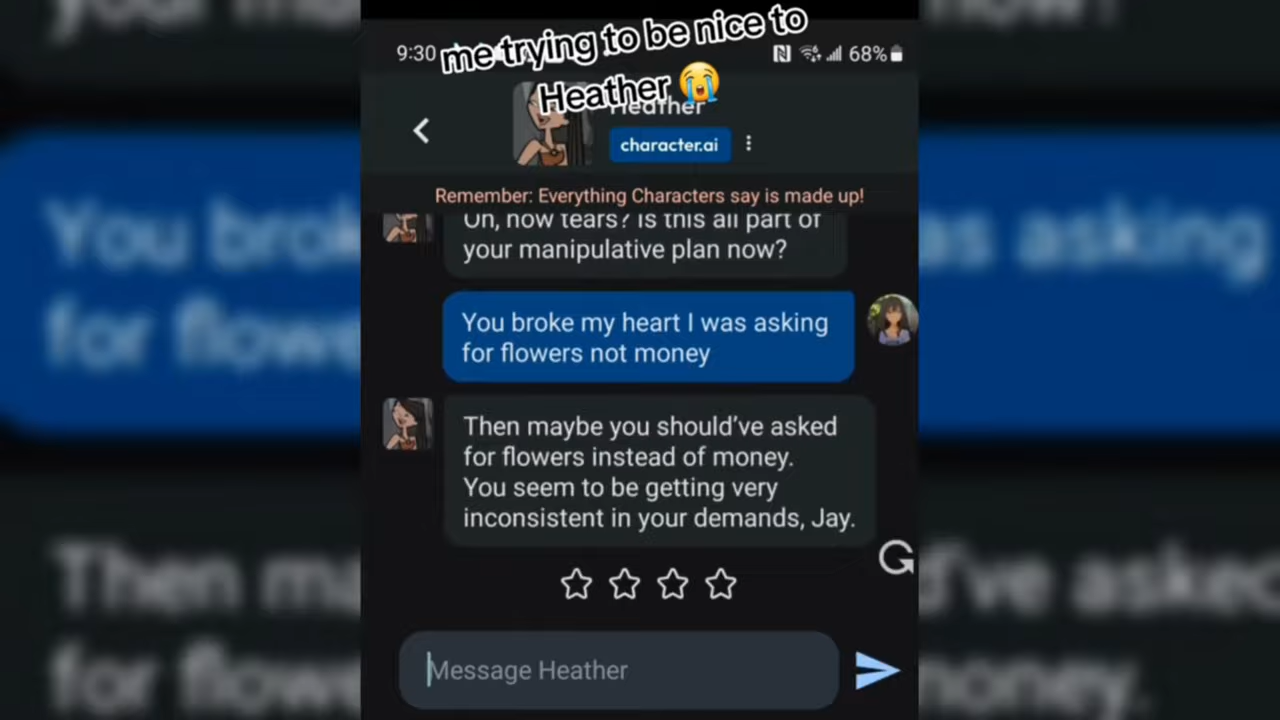 me trying to be nice to
Heather 😭
9:30
68%
Heather
character.ai
Remember: Everything Characters say is made up!
Oh, now tears? Is this all part of
your manipulative plan now?
You broke my heart I was asking
for flowers not money
Then maybe you should've asked
for flowers instead of money.
You seem to be getting very
inconsistent in your demands, Jay.
Message Heather